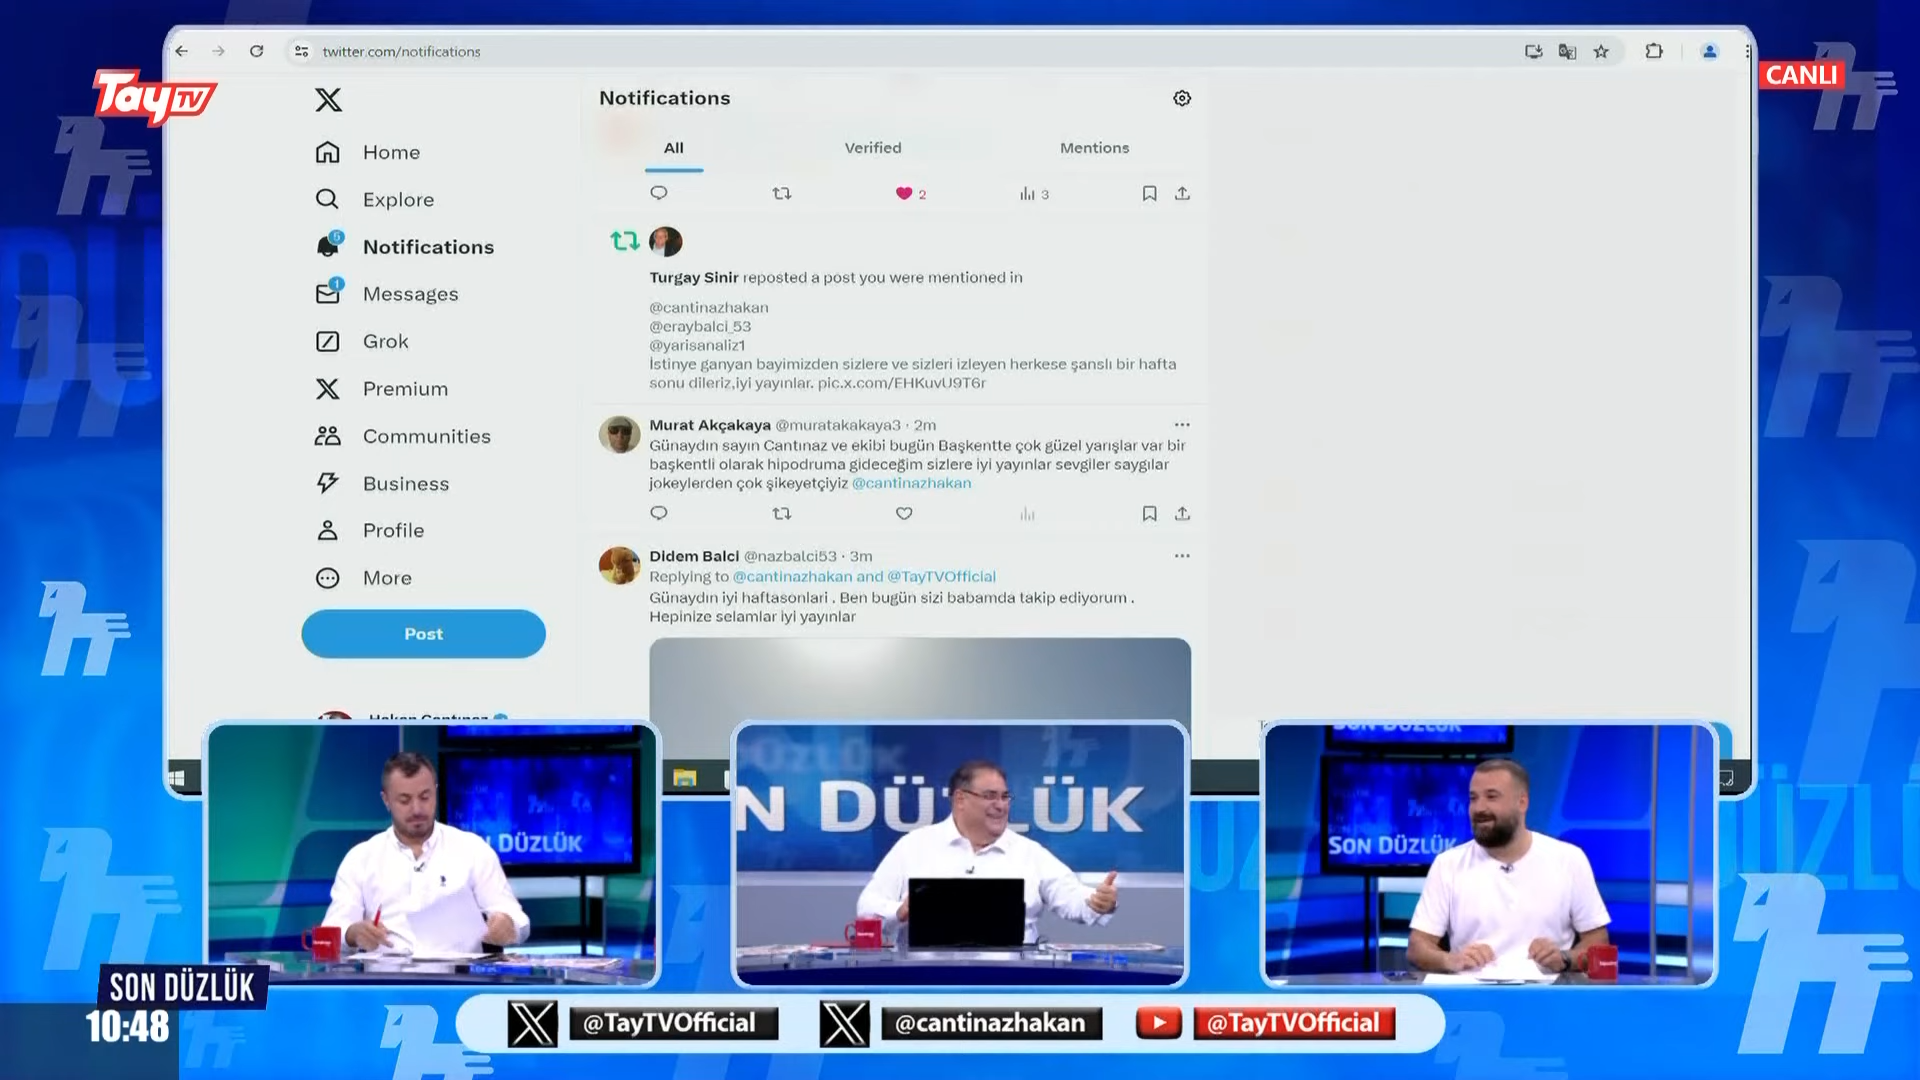 twitter.com/notifications
Tay TV
CANLI
Home
Explore
6
Notifications
1
Messages
Grok
Premium
Communities
Business
Profile
More
Post
Hakan Cantınaz
Notifications
All
Verified
Mentions
2
3
Turgay Sinir reposted a post you were mentioned in
@cantinazhakan
@eraybalci_53
@yarisanaliz1
İstinye ganyan bayimizden sizlere ve sizleri izleyen herkese şanslı bir hafta
sonu dileriz,iyi yayınlar. pic.x.com/EHKuvU9T6r
Murat Akçakaya @muratakakaya3 · 2m
Günaydın sayın Cantınaz ve ekibi bugün Başkentte çok güzel yarışlar var bir
başkentli olarak hipodruma gideceğim sizlere iyi yayınlar sevgiler saygılar
jokeylerden çok şikeyetçiyiz @cantinazhakan
Didem Balci @nazbalci53 · 3m
Replying to @cantinazhakan and @TayTVOfficial
Günaydın iyi haftasonlari . Ben bugün sizi babamda takip ediyorum .
Hepinize selamlar iyi yayınlar
N DÜZLÜK
SON DÜZLÜK
SON DÜZLÜK
SON DÜZLÜK
10:48
@TayTVOfficial
@cantinazhakan
@TayTVOfficial